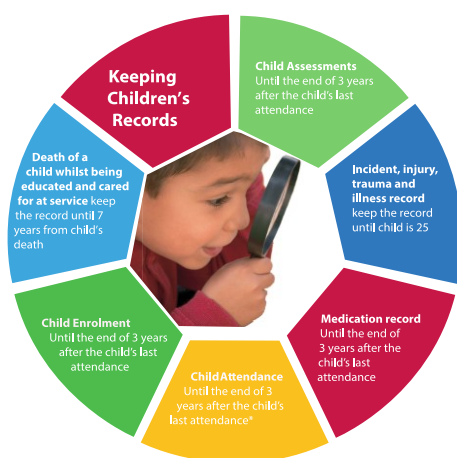 Keeping
Children's
Records
Child Assessments
Until the end of 3 years
after the child's last
attendance
Incident, injury,
trauma and
illness record
keep the record
until child is 25
Medication record
Until the end of
3 years after the
child's last
attendance
Child Attendance
Until the end of 3
years after the child's
last attendance*
Child Enrolment
Until the end of 3 years
after the child's last
attendance
Death of a
child whilst being
educated and cared
for at service keep
the record until 7
years from child's
death